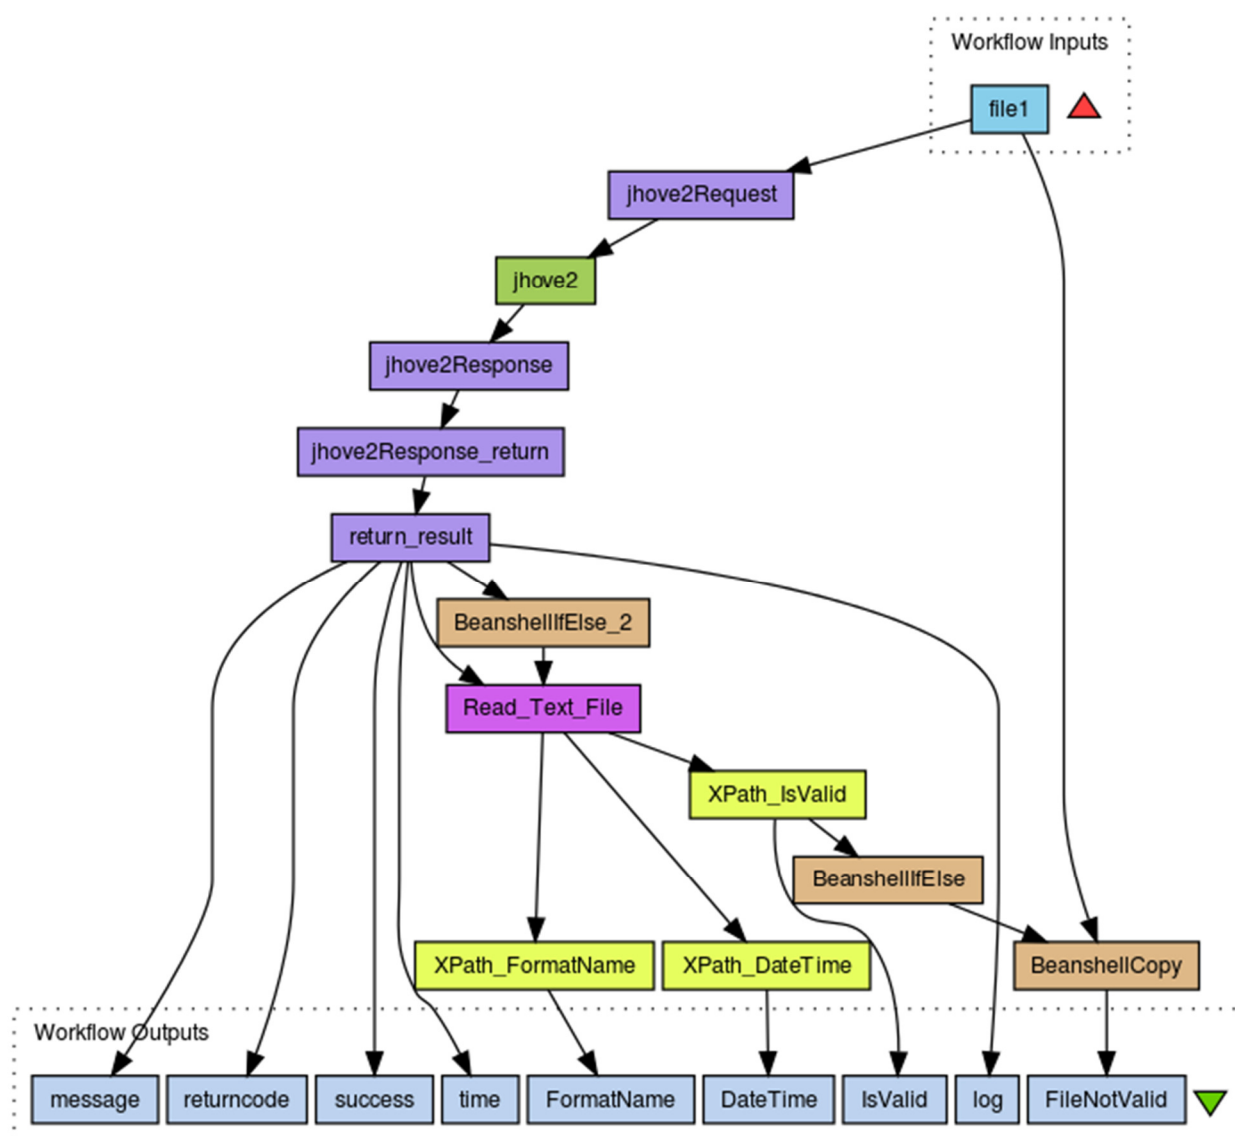 Workflow Inputs
file1
jhove2Request
jhove2
jhove2Response
jhove2Response_return
return_result
BeanshellIfElse_2
Read_Text_File
XPath_IsValid
BeanshellIfElse
XPath_FormatName
XPath_DateTime
BeanshellCopy
Workflow Outputs
message
returncode
success
time
FormatName
DateTime
IsValid
log
FileNotValid